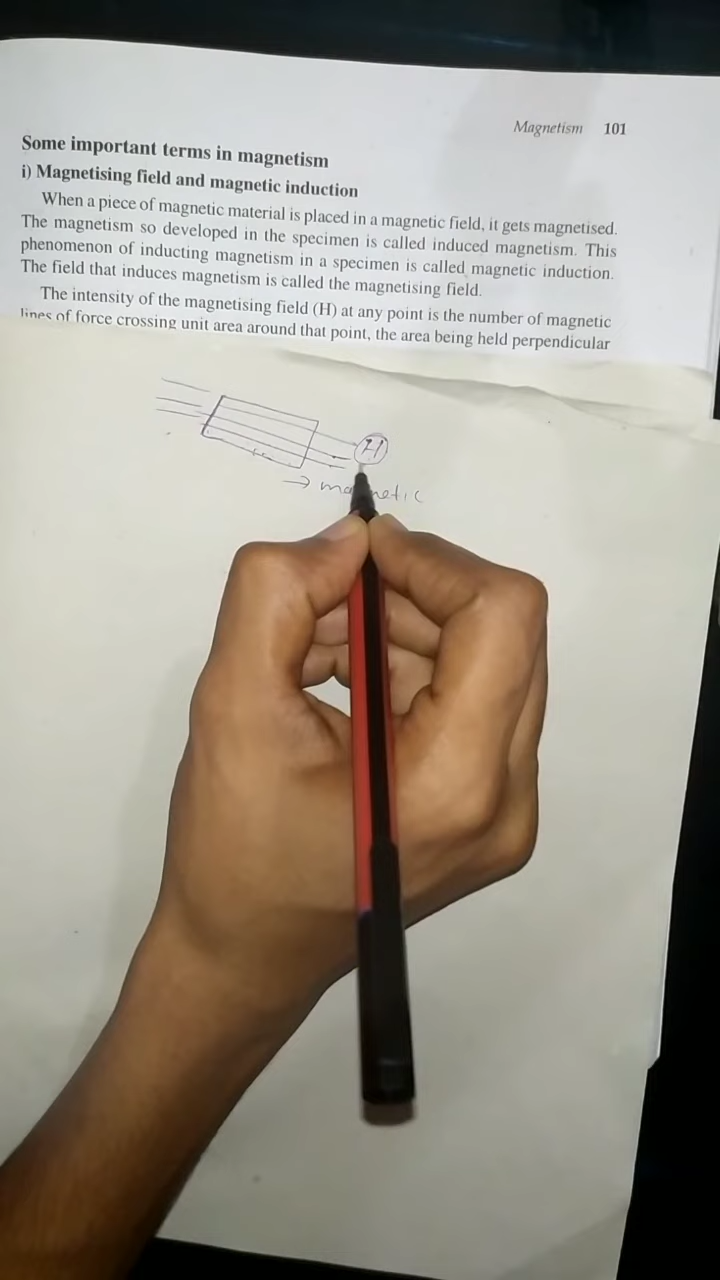 Magnetism 101
Some important terms in magnetism
i) Magnetising field and magnetic induction
When a piece of magnetic material is placed in a magnetic field, it gets magnetised.
The magnetism so developed in the specimen is called induced magnetism. This
phenomenon of inducting magnetism in a specimen is called magnetic induction.
The field that induces magnetism is called the magnetising field.
The intensity of the magnetising field (H) at any point is the number of magnetic
lines of force crossing unit area around that point, the area being held perpendicular
H
→ magnetic